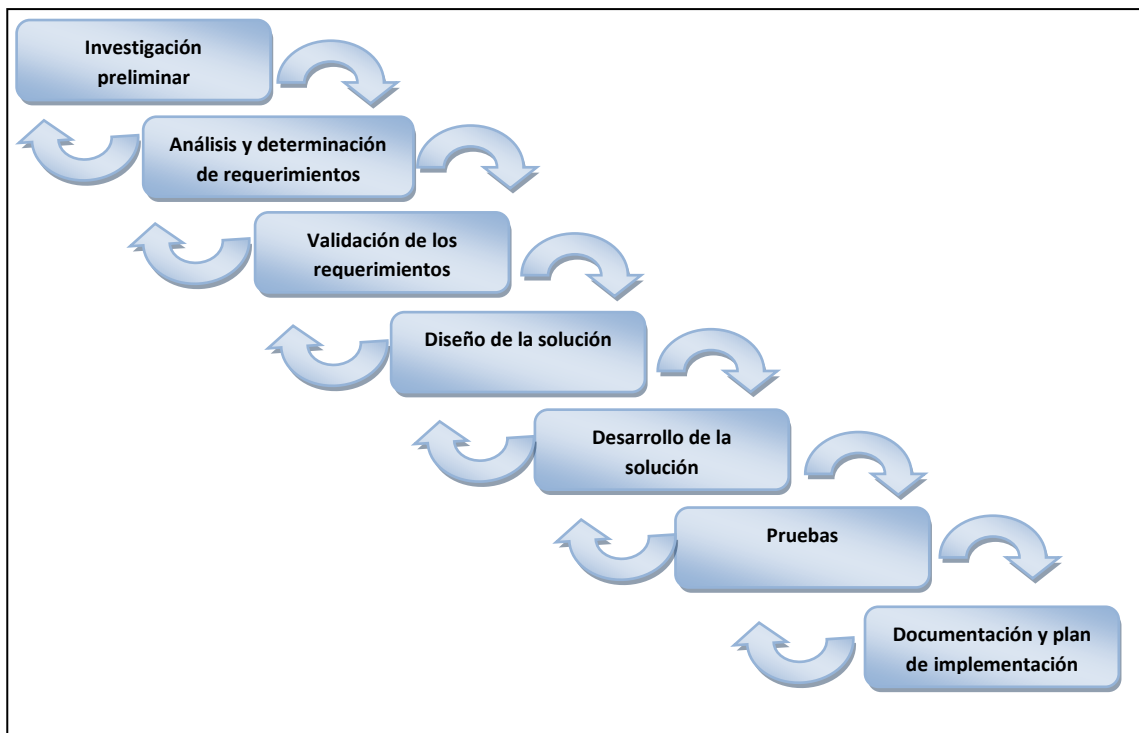 Investigación
preliminar
Análisis y determinación
de requerimientos
Validación de los
requerimientos
Diseño de la solución
Desarrollo de la
solución
Pruebas
Documentación y plan
de implementación